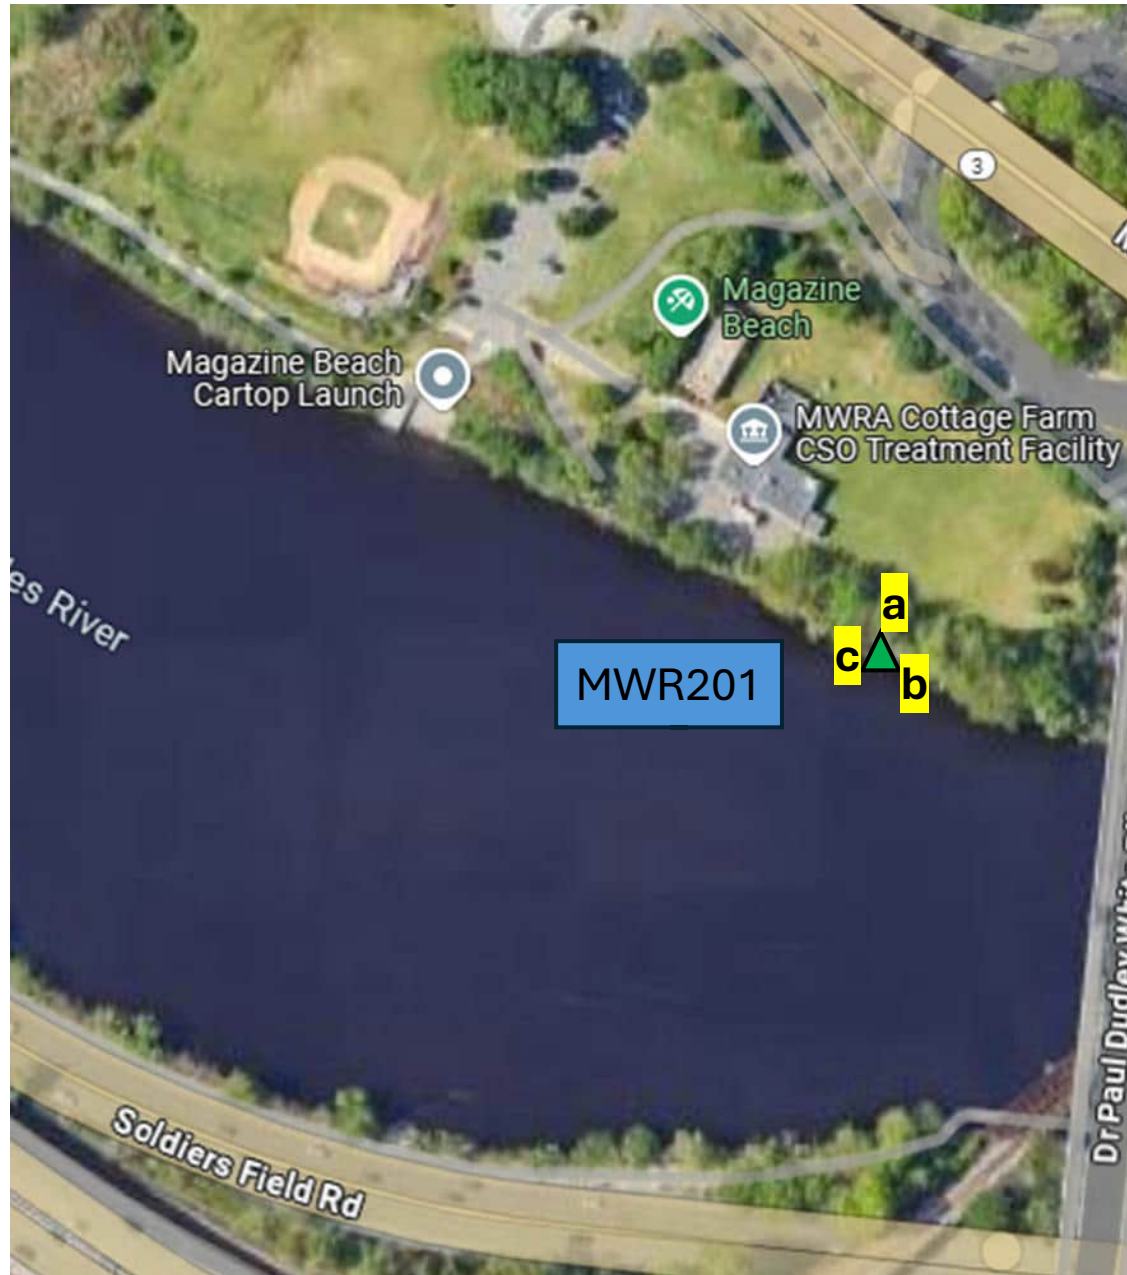 3
Magazine
Beach
Magazine Beach
Cartop Launch
MWRA Cottage Farm
CSO Treatment Facility
es River
a
c
b
MWR201
Soldiers Field Rd
Dr Paul Dudley White